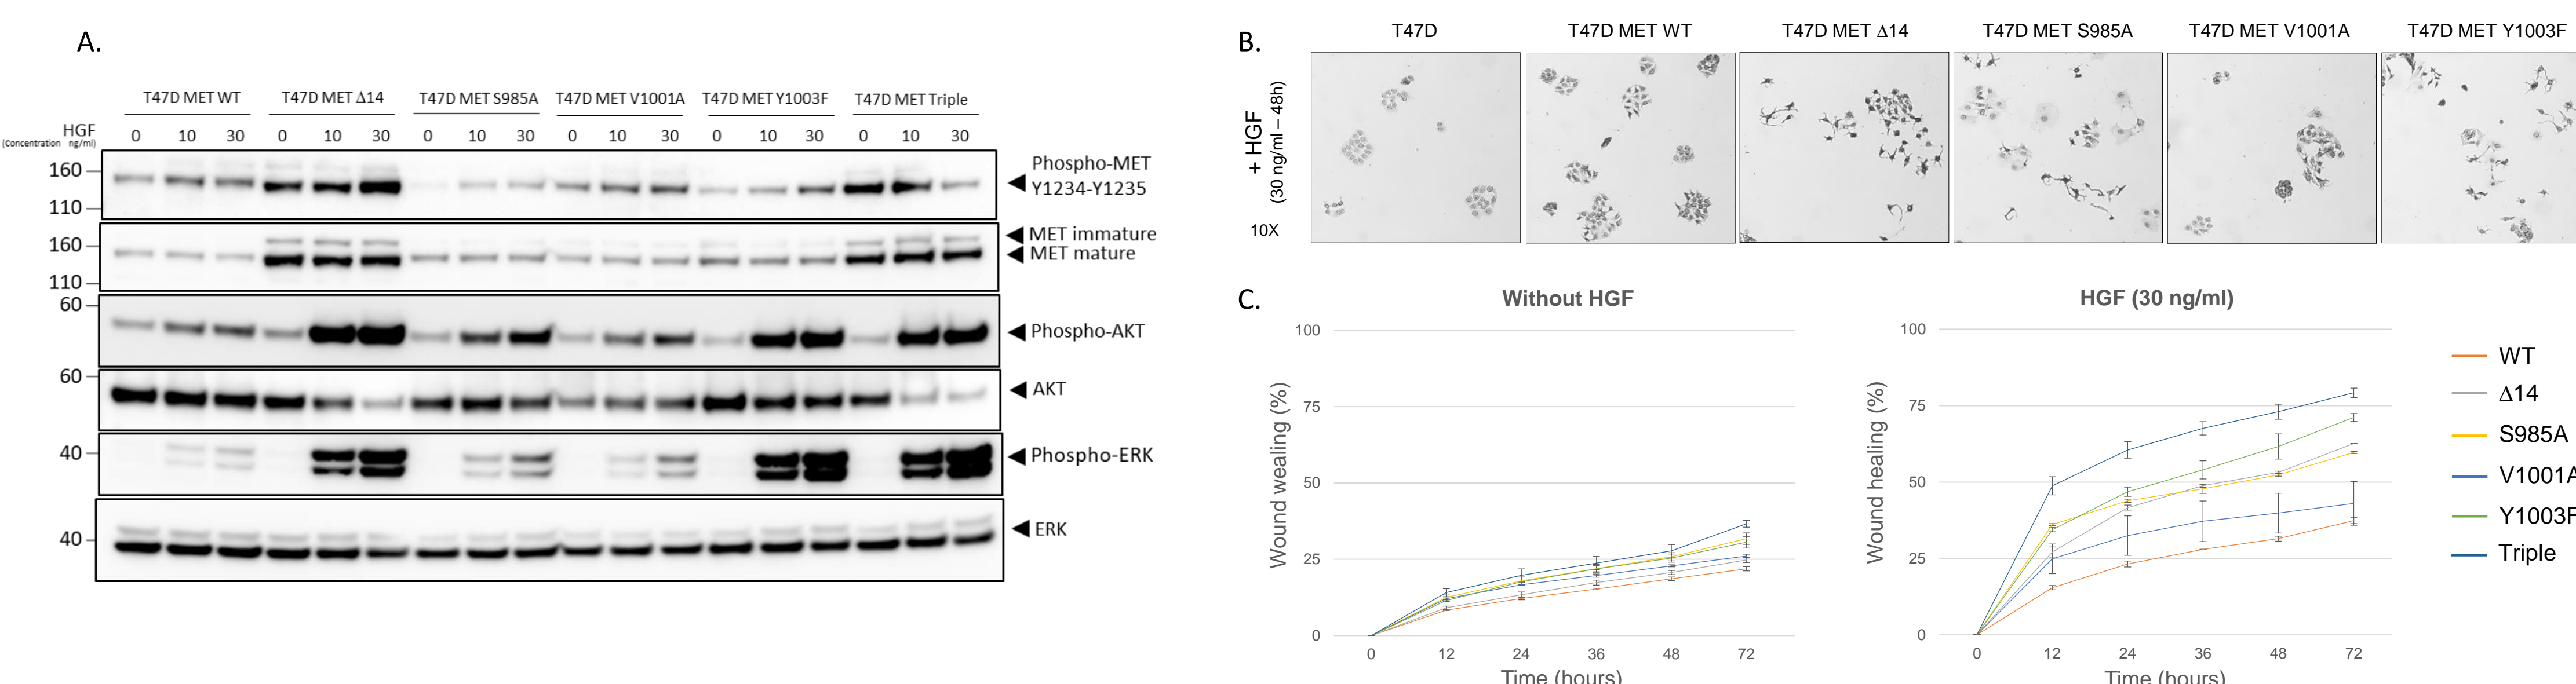 A.
T47D MET WT T47D MET Δ14 T47D MET S985A T47D MET V1001A T47D MET Y1003F T47D MET Triple
HGF
(Concentration ng/ml)
0 10 30 0 10 30 0 10 30 0 10 30 0 10 30 0 10 30
160
110
Phospho-MET
Y1234-Y1235
160
110
MET immature
MET mature
60
Phospho-AKT
60
AKT
40
Phospho-ERK
40
ERK
B.
T47D T47D MET WT T47D MET Δ14 T47D MET S985A T47D MET V1001A T47D MET Y1003F
+ HGF
(30 ng/ml – 48h)
10X
C.
Without HGF
Wound wealing (%)
100
75
50
25
0
0 12 24 36 48 72
Time (hours)
HGF (30 ng/ml)
Wound healing (%)
100
75
50
25
0
0 12 24 36 48 72
Time (hours)
WT
Δ14
S985A
V1001A
Y1003F
Triple